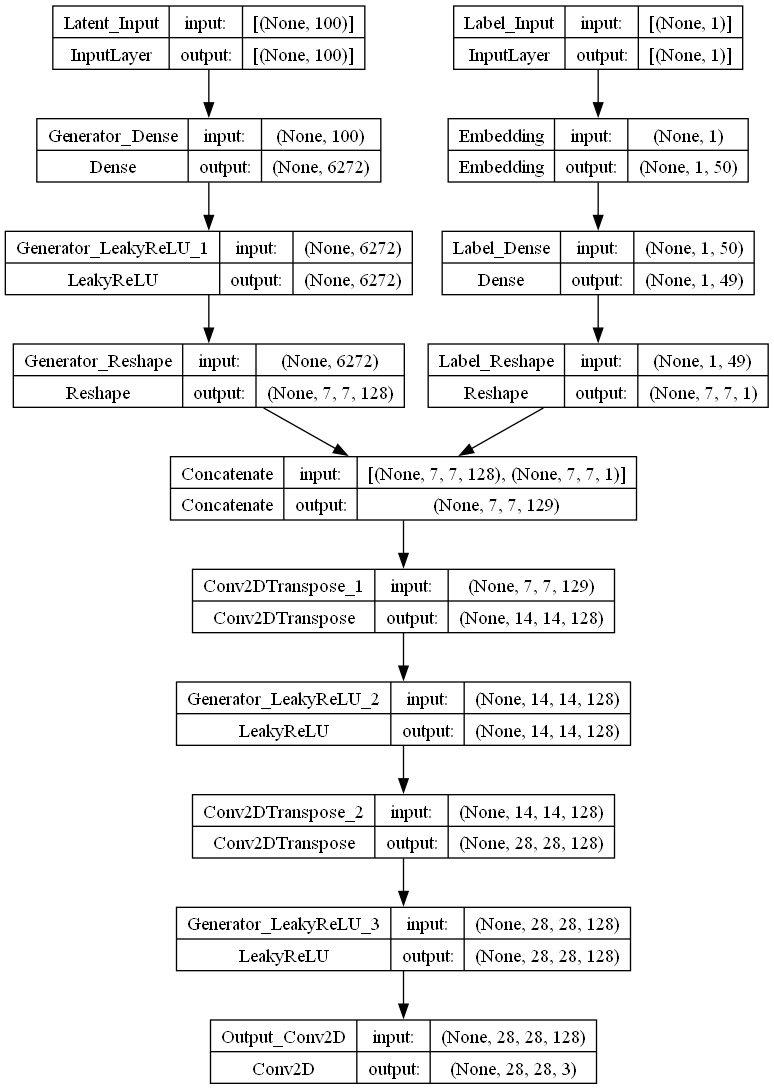 Latent_Input input: [(None, 100)]
InputLayer output: [(None, 100)]
Label_Input input: [(None, 1)]
InputLayer output: [(None, 1)]
Generator_Dense input: (None, 100)
Dense output: (None, 6272)
Embedding input: (None, 1)
Embedding output: (None, 1, 50)
Generator_LeakyReLU_1 input: (None, 6272)
LeakyReLU output: (None, 6272)
Label_Dense input: (None, 1, 50)
Dense output: (None, 1, 49)
Generator_Reshape input: (None, 6272)
Reshape output: (None, 7, 7, 128)
Label_Reshape input: (None, 1, 49)
Reshape output: (None, 7, 7, 1)
Concatenate input: [(None, 7, 7, 128), (None, 7, 7, 1)]
Concatenate output: (None, 7, 7, 129)
Conv2DTranspose_1 input: (None, 7, 7, 129)
Conv2DTranspose output: (None, 14, 14, 128)
Generator_LeakyReLU_2 input: (None, 14, 14, 128)
LeakyReLU output: (None, 14, 14, 128)
Conv2DTranspose_2 input: (None, 14, 14, 128)
Conv2DTranspose output: (None, 28, 28, 128)
Generator_LeakyReLU_3 input: (None, 28, 28, 128)
LeakyReLU output: (None, 28, 28, 128)
Output_Conv2D input: (None, 28, 28, 128)
Conv2D output: (None, 28, 28, 3)